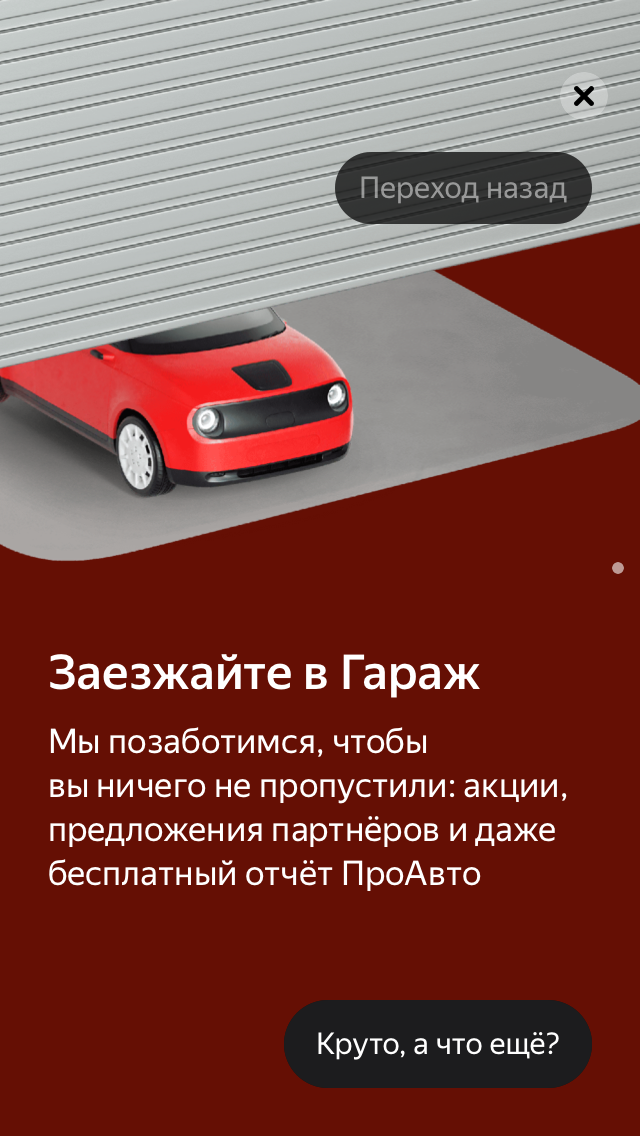 Переход назад
Заезжайте в Гараж
Мы позаботимся, чтобы
вы ничего не пропустили: акции,
предложения партнёров и даже
бесплатный отчёт ПроАвто
Круто, а что ещё?